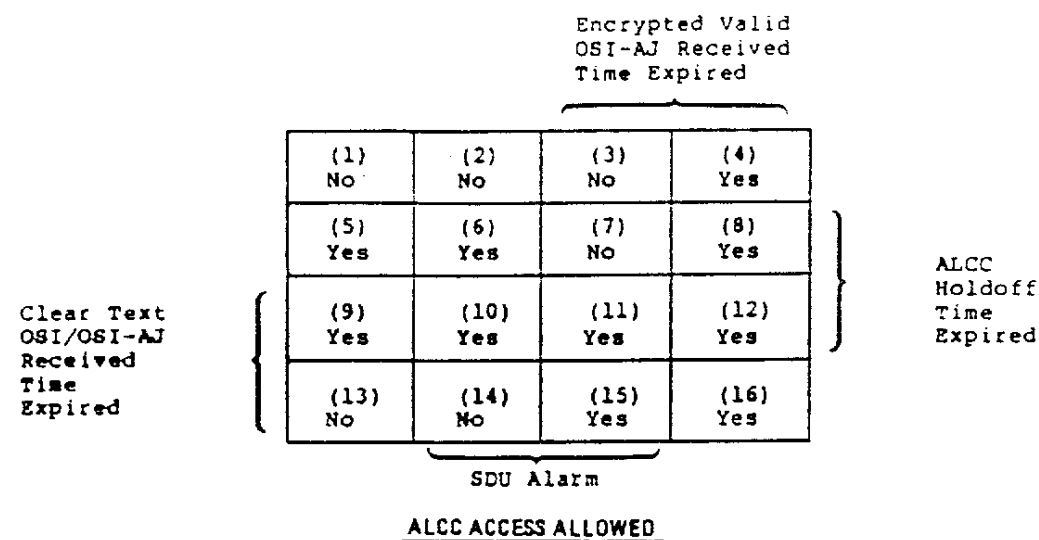 Encrypted Valid
OSI-AJ Received
Time Expired
(1) (2) (3) (4)
No No No Yes
(5) (6) (7) (8)
Yes Yes No Yes
ALCC
Holdoff
Time
Expired
Clear Text
OSI/OSI-AJ
Received
Time
Expired
(9) (10) (11) (12)
Yes Yes Yes Yes
(13) (14) (15) (16)
No No Yes Yes
SDU Alarm
ALCC ACCESS ALLOWED